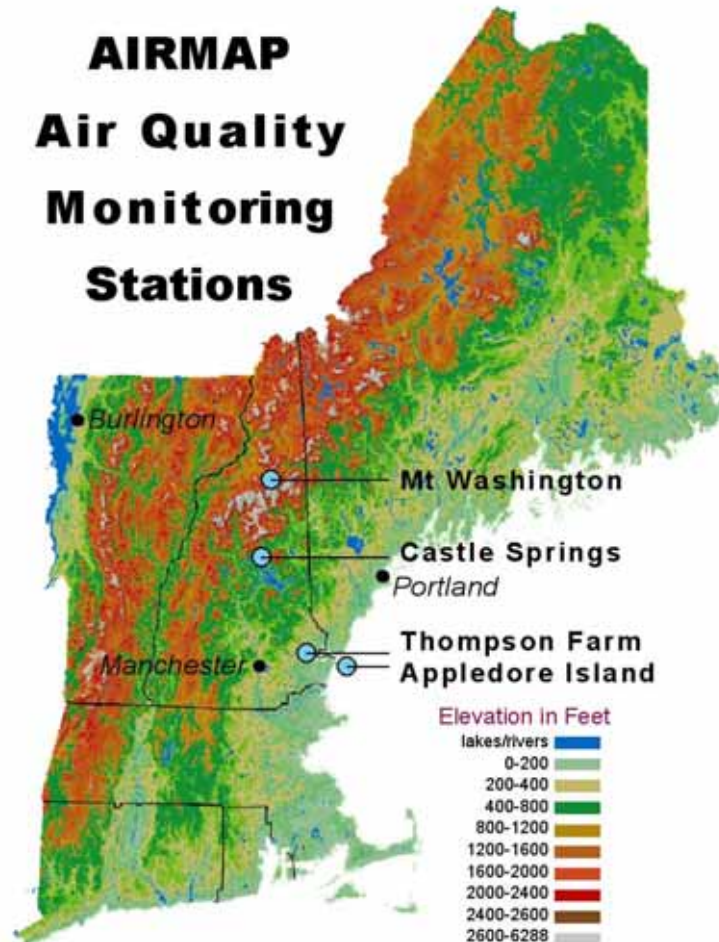 AIRMAP
Air Quality
Monitoring
Stations
Burlington
Mt Washington
Castle Springs
Portland
Thompson Farm
Manchester
Appledore Island
Elevation in Feet
lakes/rivers
0-200
200-400
400-800
800-1200
1200-1600
1600-2000
2000-2400
2400-2600
2600-6288